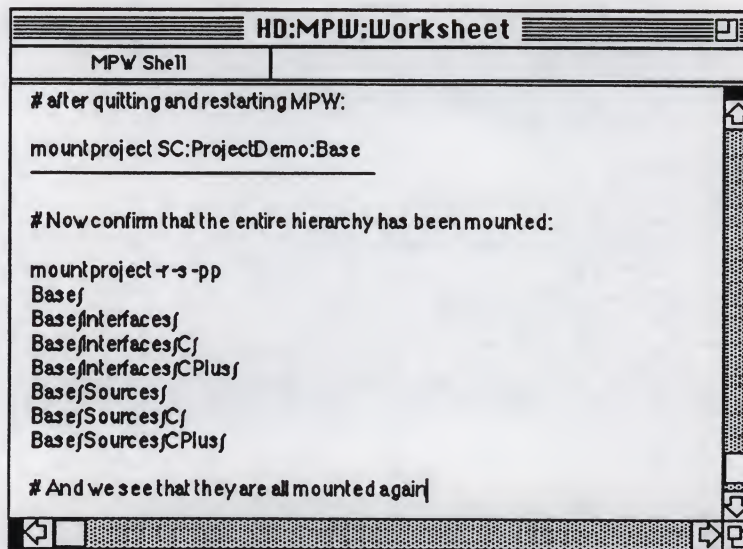 HD:MPW:Worksheet
MPW Shell
# after quitting and restarting MPW:
mountproject SC:ProjectDemo:Base
# Now confirm that the entire hierarchy has been mounted:
mountproject -r -s -pp
Base∫
Base∫Interfaces∫
Base∫Interfaces∫C∫
Base∫Interfaces∫CPlus∫
Base∫Sources∫
Base∫Sources∫C∫
Base∫Sources∫CPlus∫
# And we see that they are all mounted again